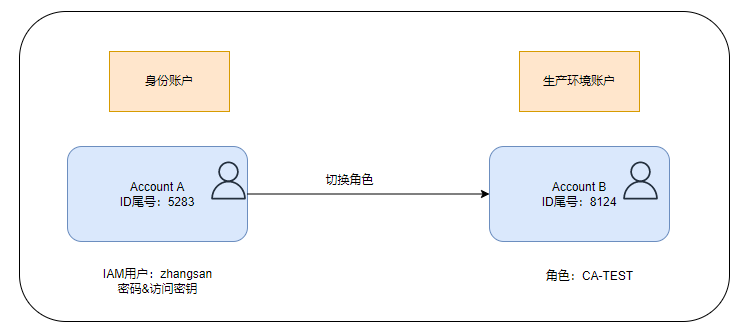 身份账户
生产环境账户
Account A
ID尾号：5283
切换角色
Account B
ID尾号：8124
IAM用户：zhangsan
密码&访问密钥
角色：CA-TEST